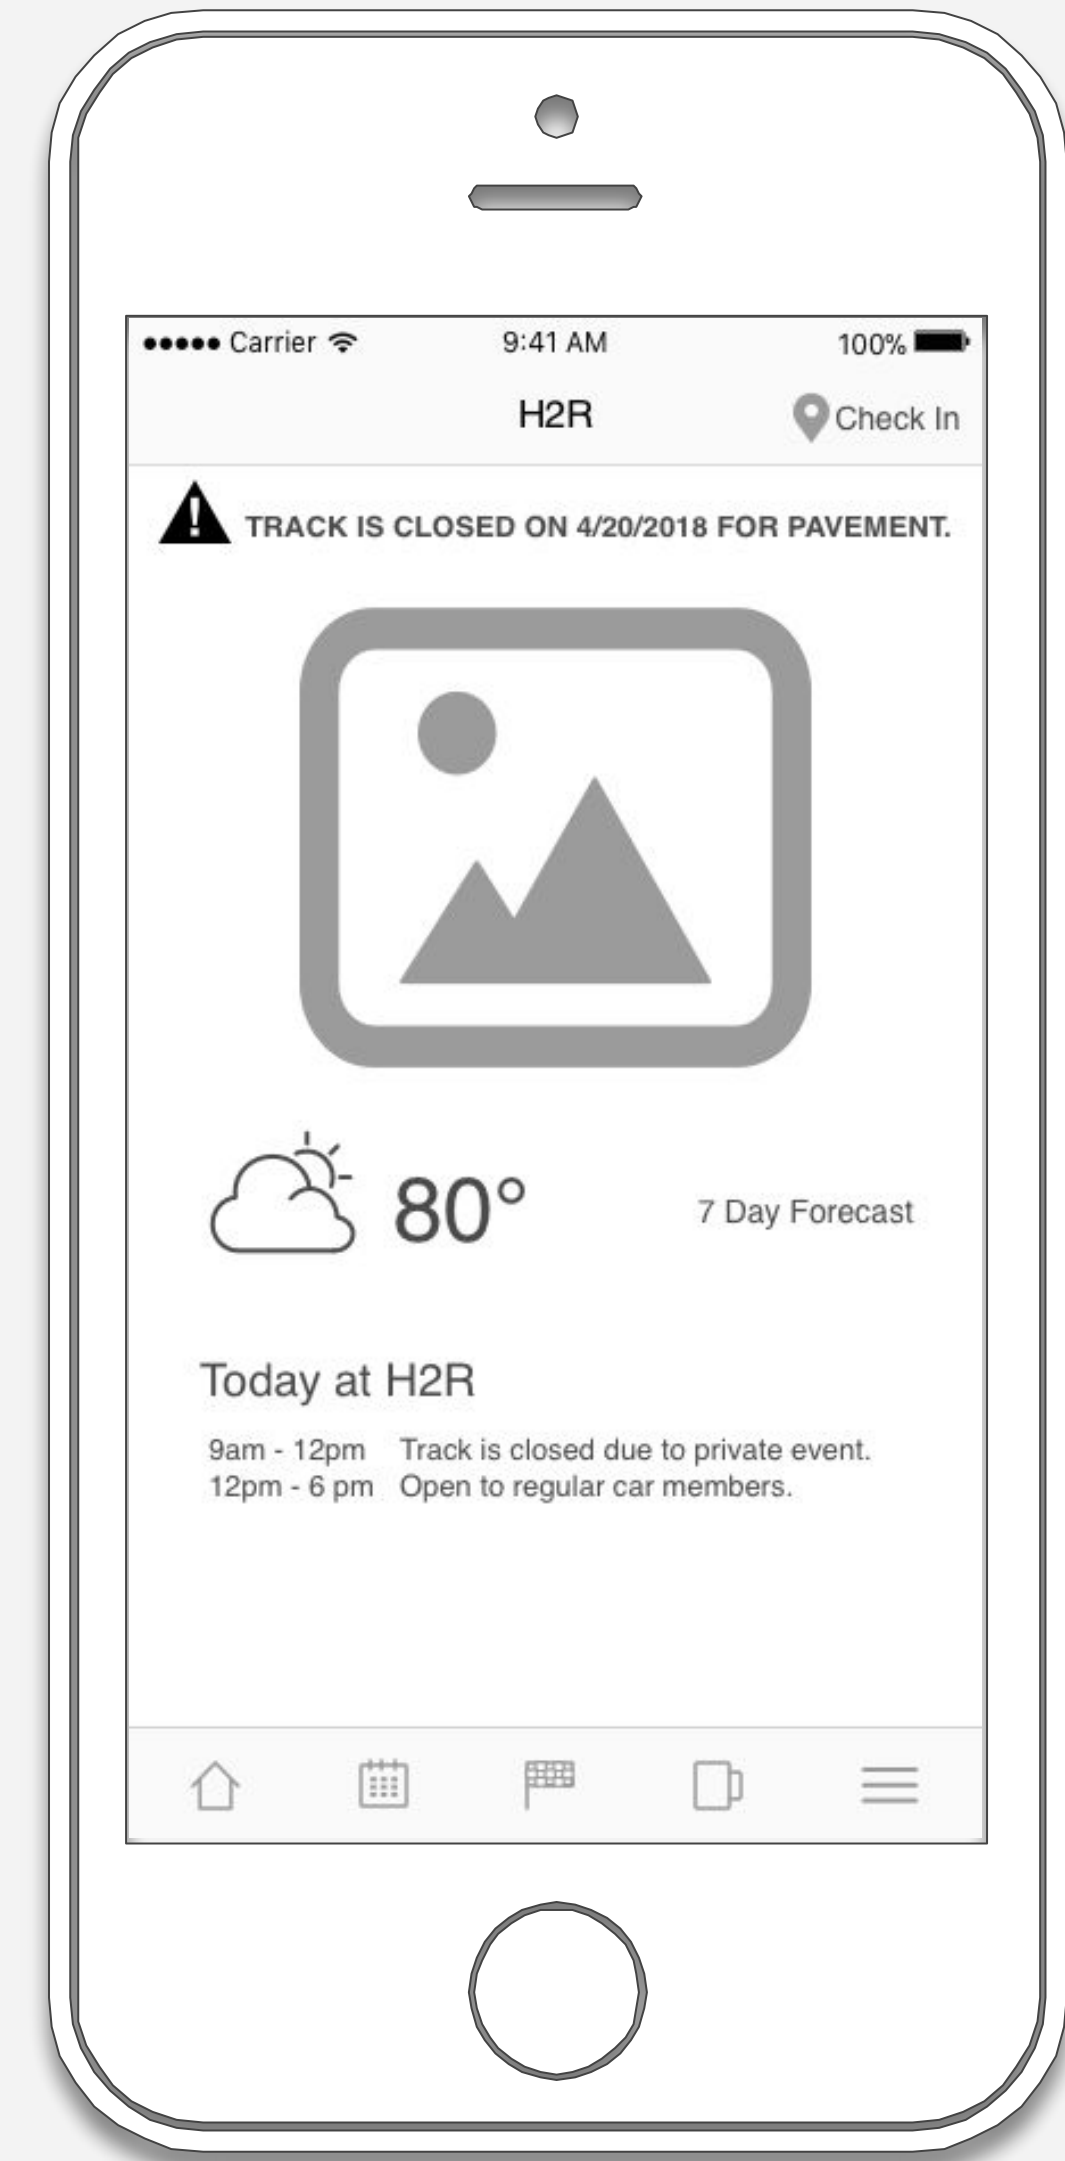 Carrier 9:41 AM 100%
H2R Check In
TRACK IS CLOSED ON 4/20/2018 FOR PAVEMENT.
80° 7 Day Forecast
Today at H2R
9am - 12pm Track is closed due to private event.
12pm - 6 pm Open to regular car members.